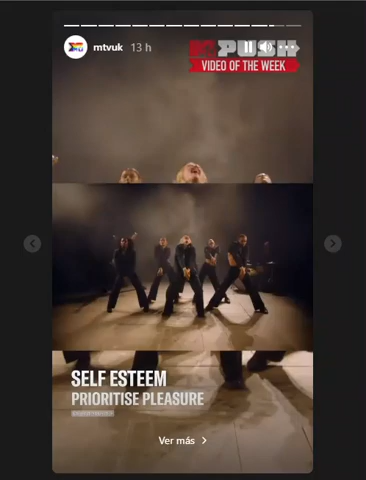 mtvuk 13 h
PUSH
VIDEO OF THE WEEK
SELF ESTEEM
PRIORITISE PLEASURE
Ver más